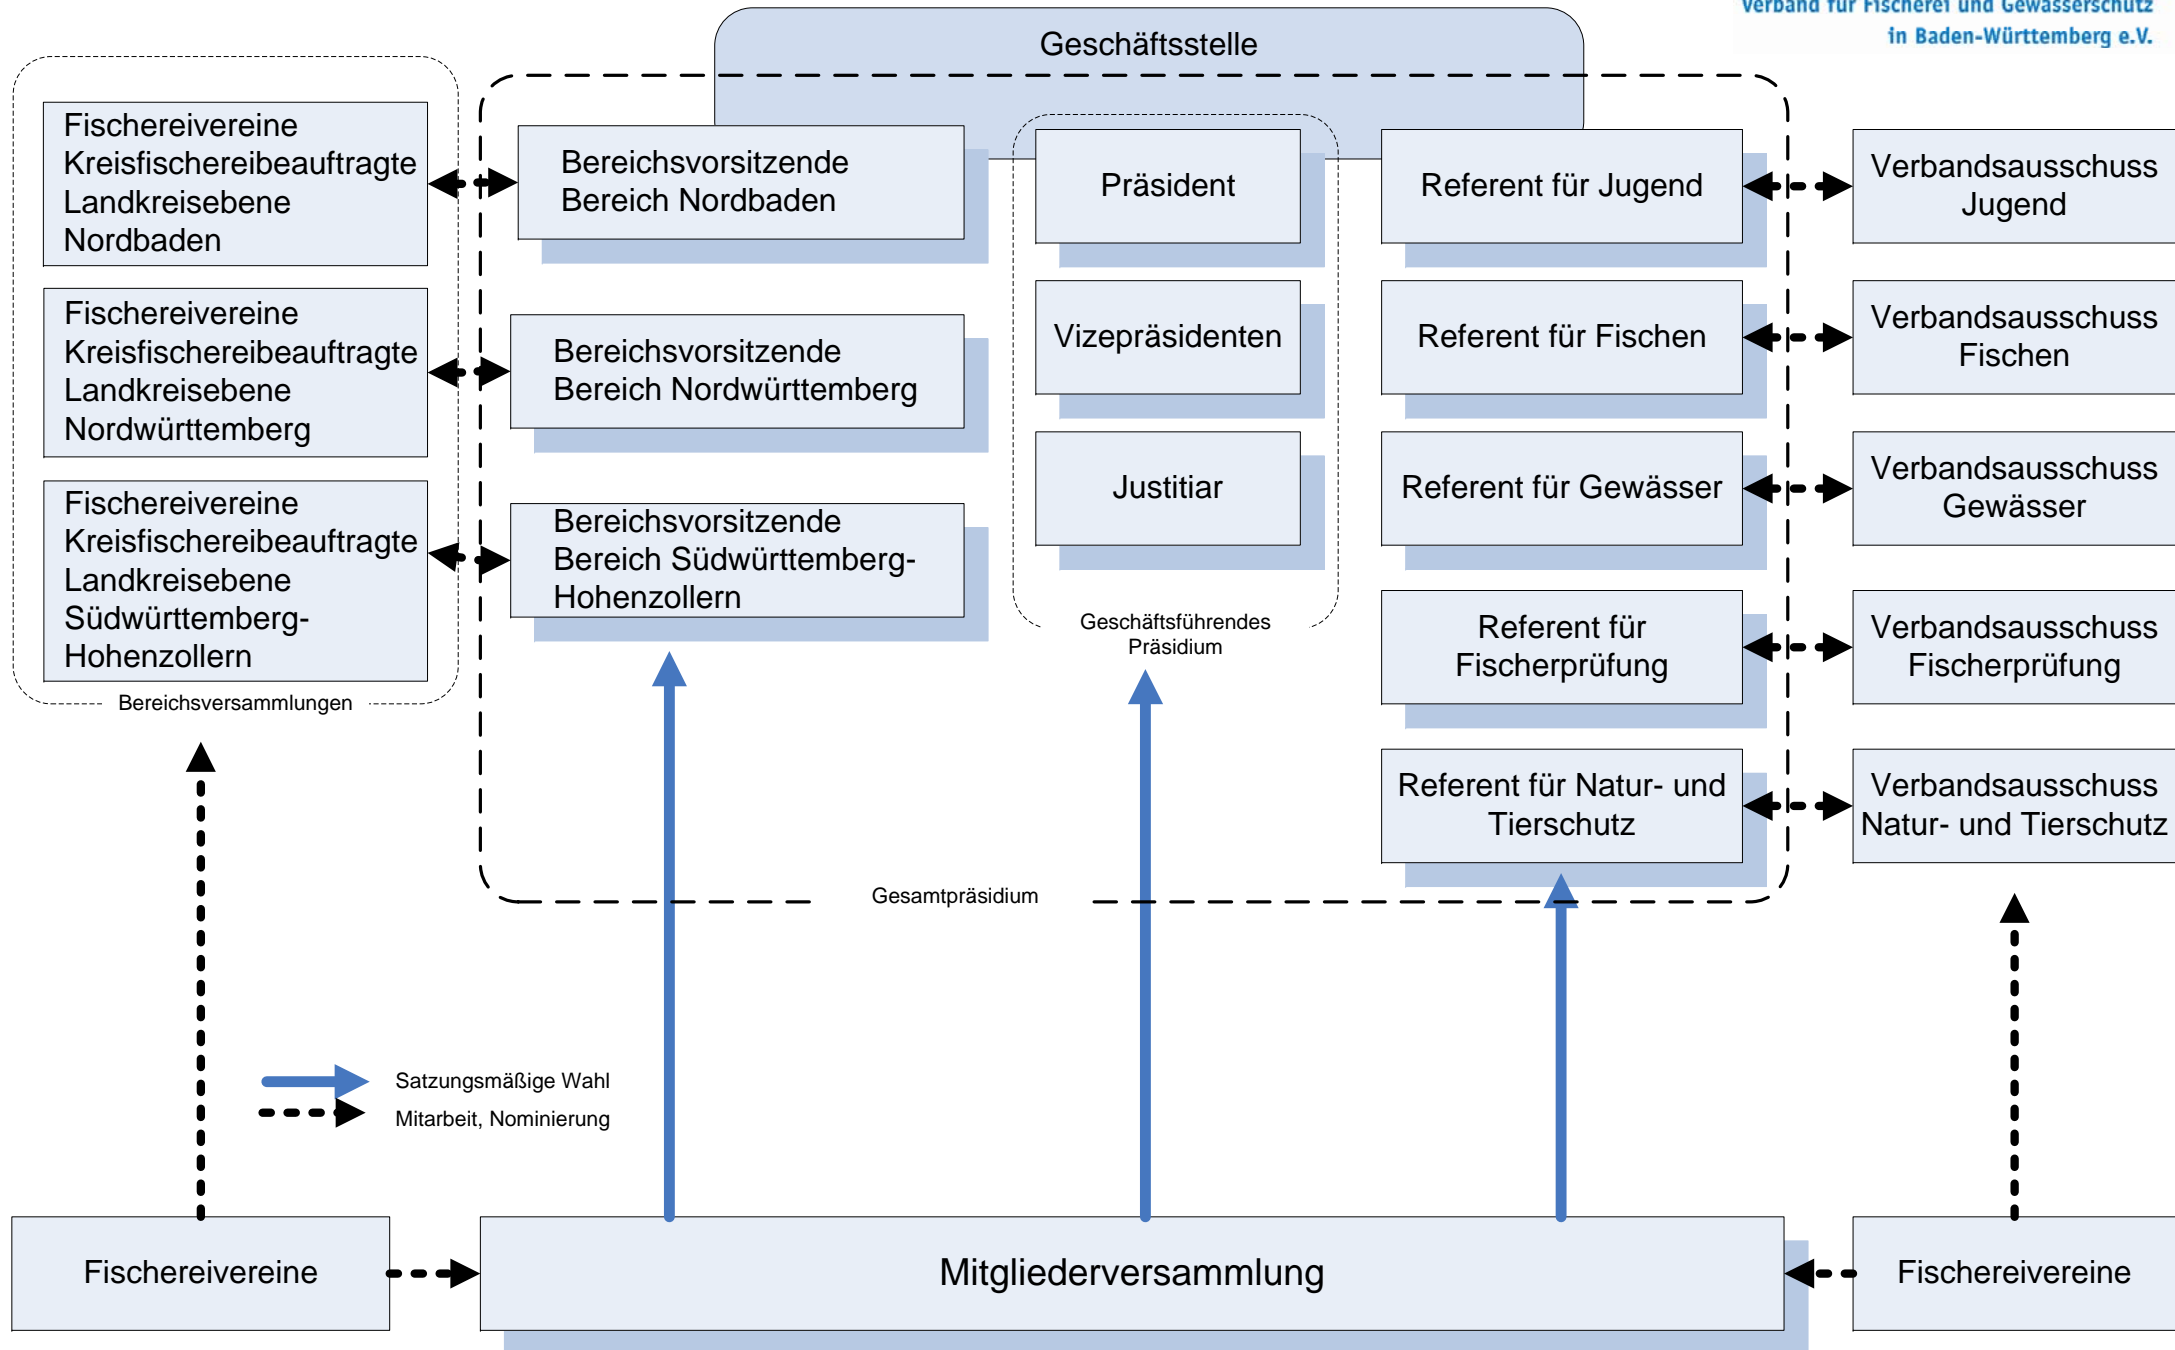 Verband für Fischerei und Gewässerschutz
in Baden-Württemberg e.V.
Geschäftsstelle
Fischereivereine
Kreisfischereibeauftragte
Landkreisebene
Nordbaden
Bereichsvorsitzende
Bereich Nordbaden
Präsident
Referent für Jugend
Verbandsausschuss
Jugend
Fischereivereine
Kreisfischereibeauftragte
Landkreisebene
Nordwürttemberg
Bereichsvorsitzende
Bereich Nordwürttemberg
Vizepräsidenten
Referent für Fischen
Verbandsausschuss
Fischen
Fischereivereine
Kreisfischereibeauftragte
Landkreisebene
Südwürttemberg-
Hohenzollern
Bereichsvorsitzende
Bereich Südwürttemberg-
Hohenzollern
Justitiar
Referent für Gewässer
Verbandsausschuss
Gewässer
Geschäftsführendes
Präsidium
Referent für
Fischerprüfung
Verbandsausschuss
Fischerprüfung
Bereichsversammlungen
Referent für Natur- und
Tierschutz
Verbandsausschuss
Natur- und Tierschutz
Gesamtpräsidium
Satzungsmäßige Wahl
Mitarbeit, Nominierung
Fischereivereine
Mitgliederversammlung
Fischereivereine